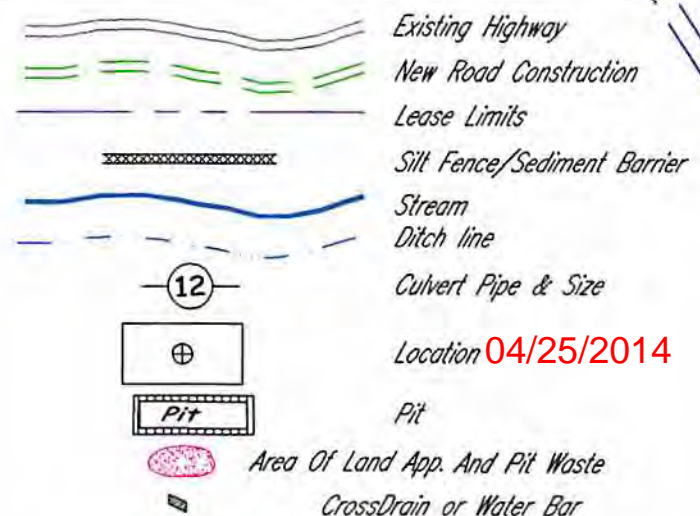 Existing Highway
New Road Construction
Lease Limits
Silt Fence/Sediment Barrier
Stream
Ditch line
12 Culvert Pipe & Size
Location 04/25/2014
Pit Pit
Area Of Land App. And Pit Waste
CrossDrain or Water Bar